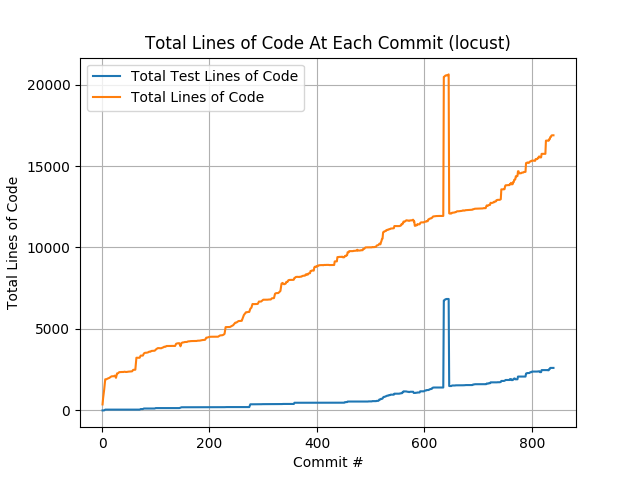 Total Lines of Code At Each Commit (locust)
Total Test Lines of Code
Total Lines of Code
Total Lines of Code
20000
15000
10000
5000
0
0 200 400 600 800
Commit #